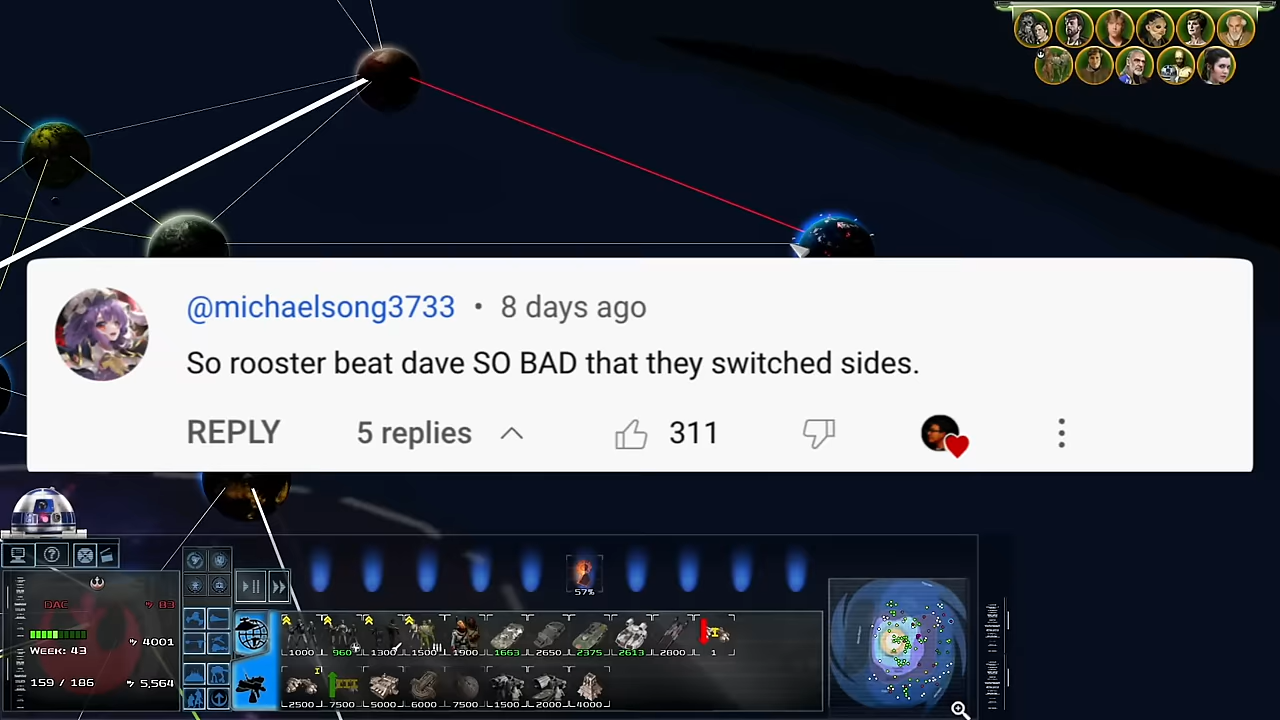 @michaelsong3733 • 8 days ago
So rooster beat dave SO BAD that they switched sides.
REPLY 5 replies 311
57%
DAC 83
4001
Week: 43
159 / 186 5,564
1000 960 1300 1500 1900 1663 2650 2375 2613 2800 1
2500 7500 5000 6000 7500 1500 2000 4000